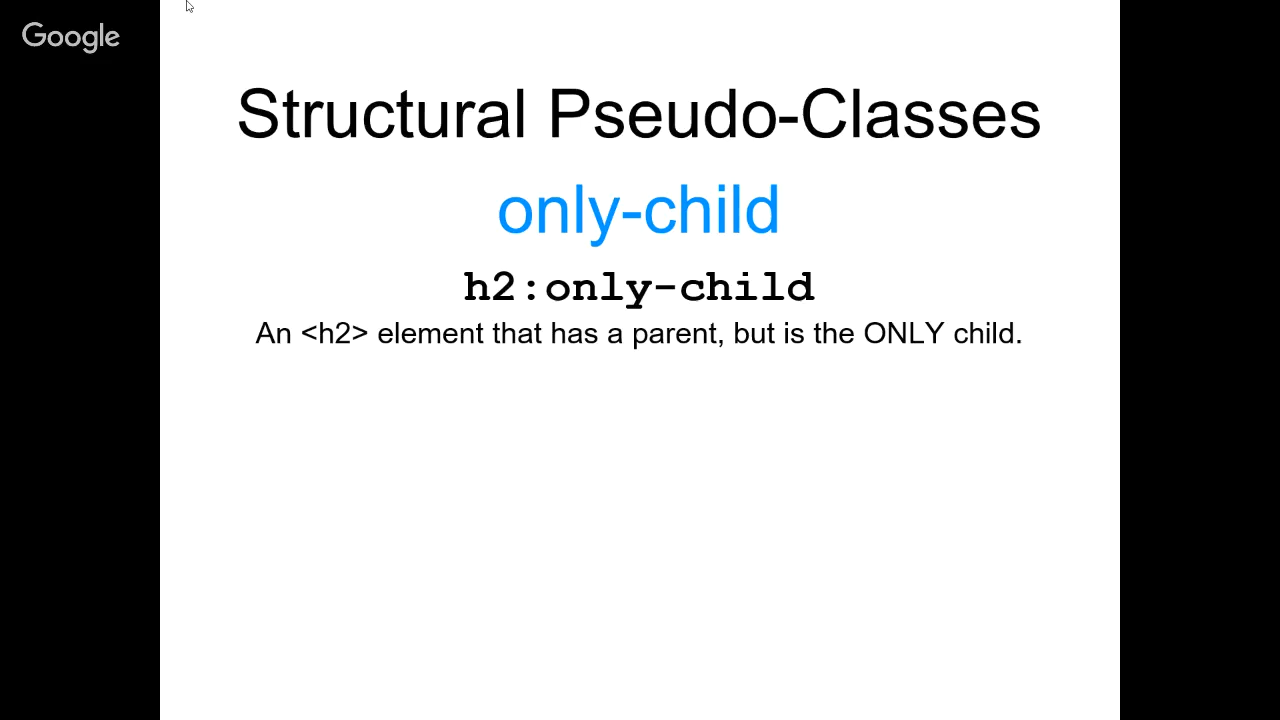 Google
Structural Pseudo-Classes
only-child
h2:only-child
An <h2> element that has a parent, but is the ONLY child.